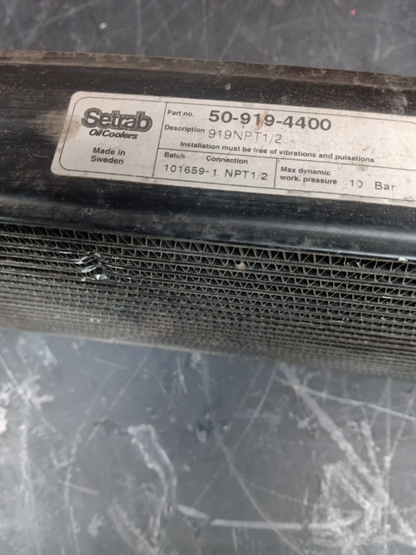 Setrab
Oil Coolers
Made in
Sweden
Part no. 50-919-4400
Description 919NPT1/2
Installation must be free of vibrations and pulsations
Batch Connection
101659-1 NPT1/2
Max dynamic
work. pressure 10 Bar